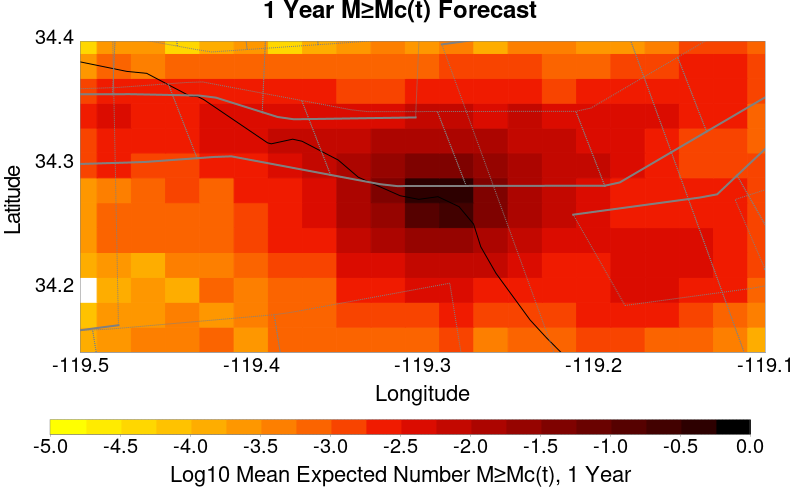 1 Year M≥Mc(t) Forecast
34.4
34.3
34.2
Latitude
-119.5 -119.4 -119.3 -119.2 -119.1
Longitude
-5.0 -4.5 -4.0 -3.5 -3.0 -2.5 -2.0 -1.5 -1.0 -0.5 0.0
Log10 Mean Expected Number M≥Mc(t), 1 Year